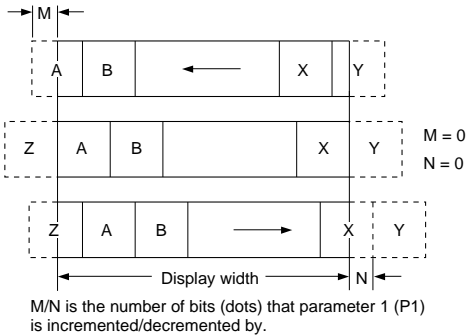 M
A B X Y
Z A B X Y
M = 0
N = 0
Z A B X Y
Display width N
M/N is the number of bits (dots) that parameter 1 (P1)
is incremented/decremented by.